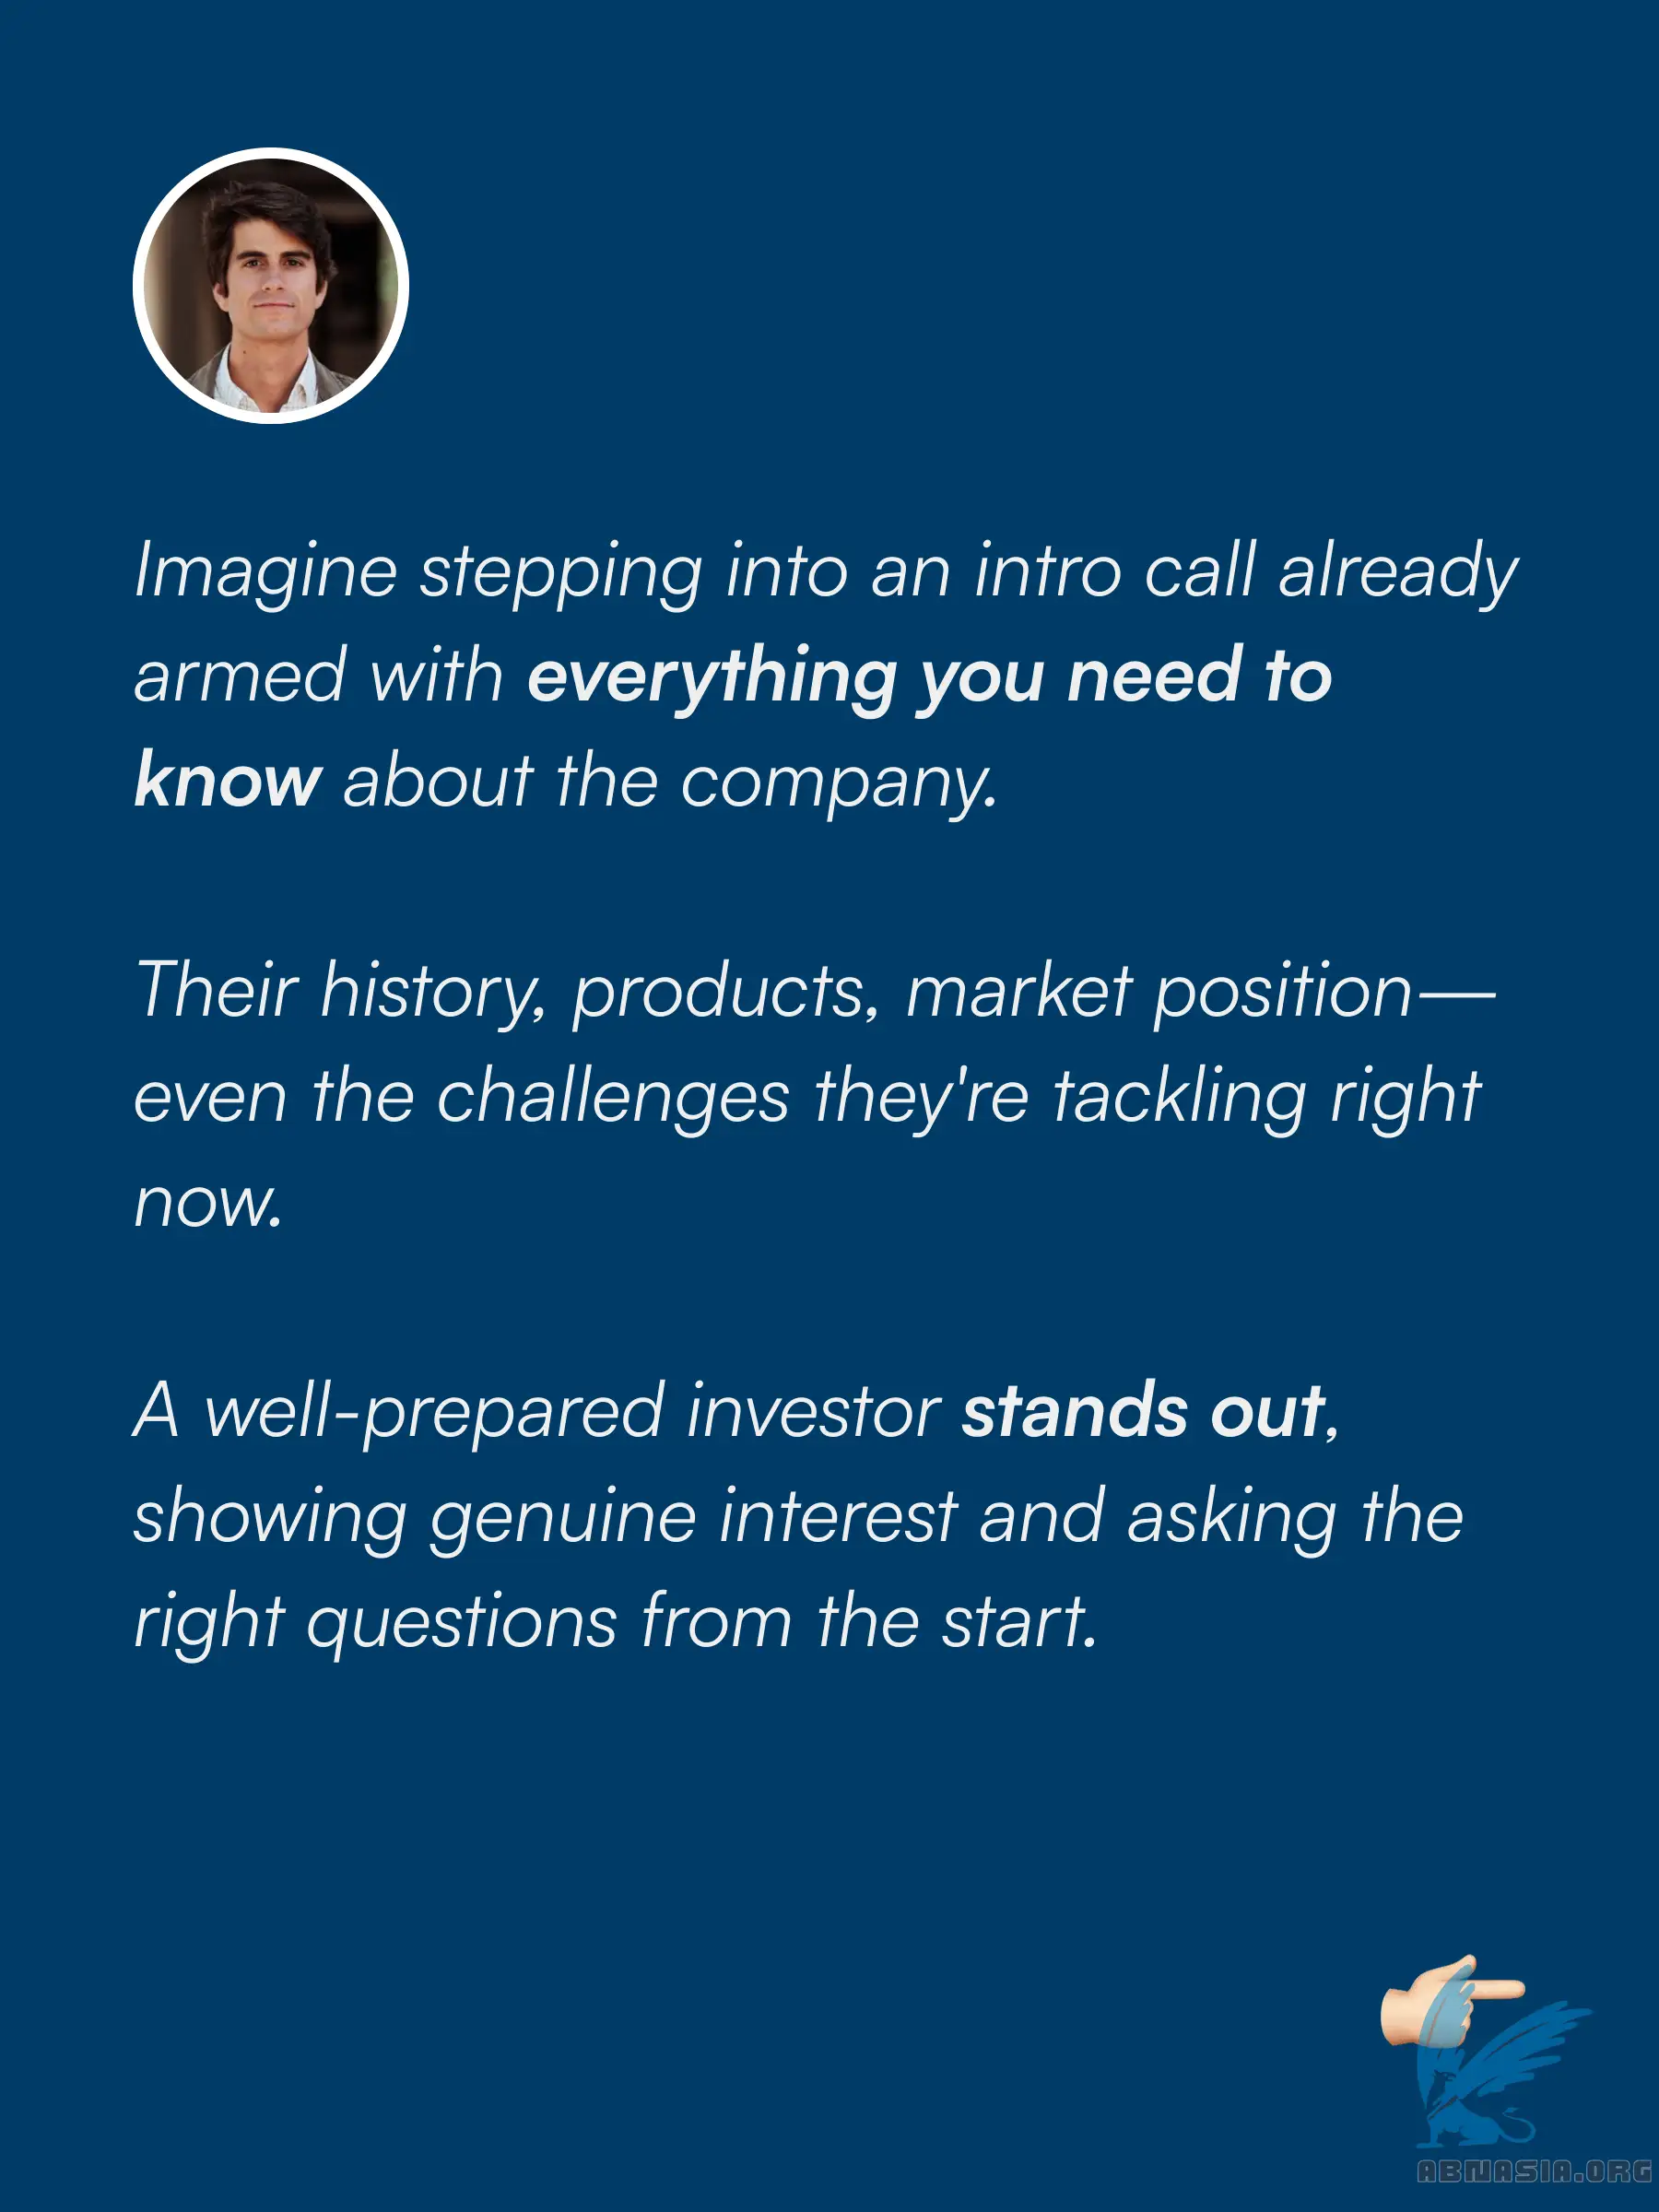 Imagine stepping into an intro call already
armed with everything you need to
know about the company.
Their history, products, market position—
even the challenges they're tackling right
now.
A well-prepared investor stands out,
showing genuine interest and asking the
right questions from the start.
ABNASIA.ORG